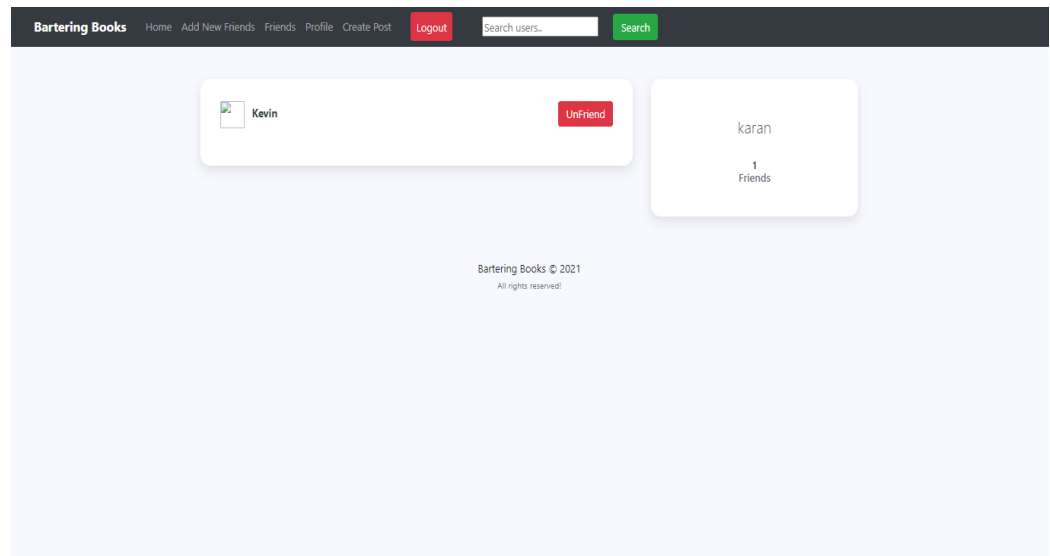 Bartering Books Home Add New Friends Friends Profile Create Post Logout Search users.. Search
Kevin UnFriend
karan
1
Friends
Bartering Books © 2021
All rights reserved!